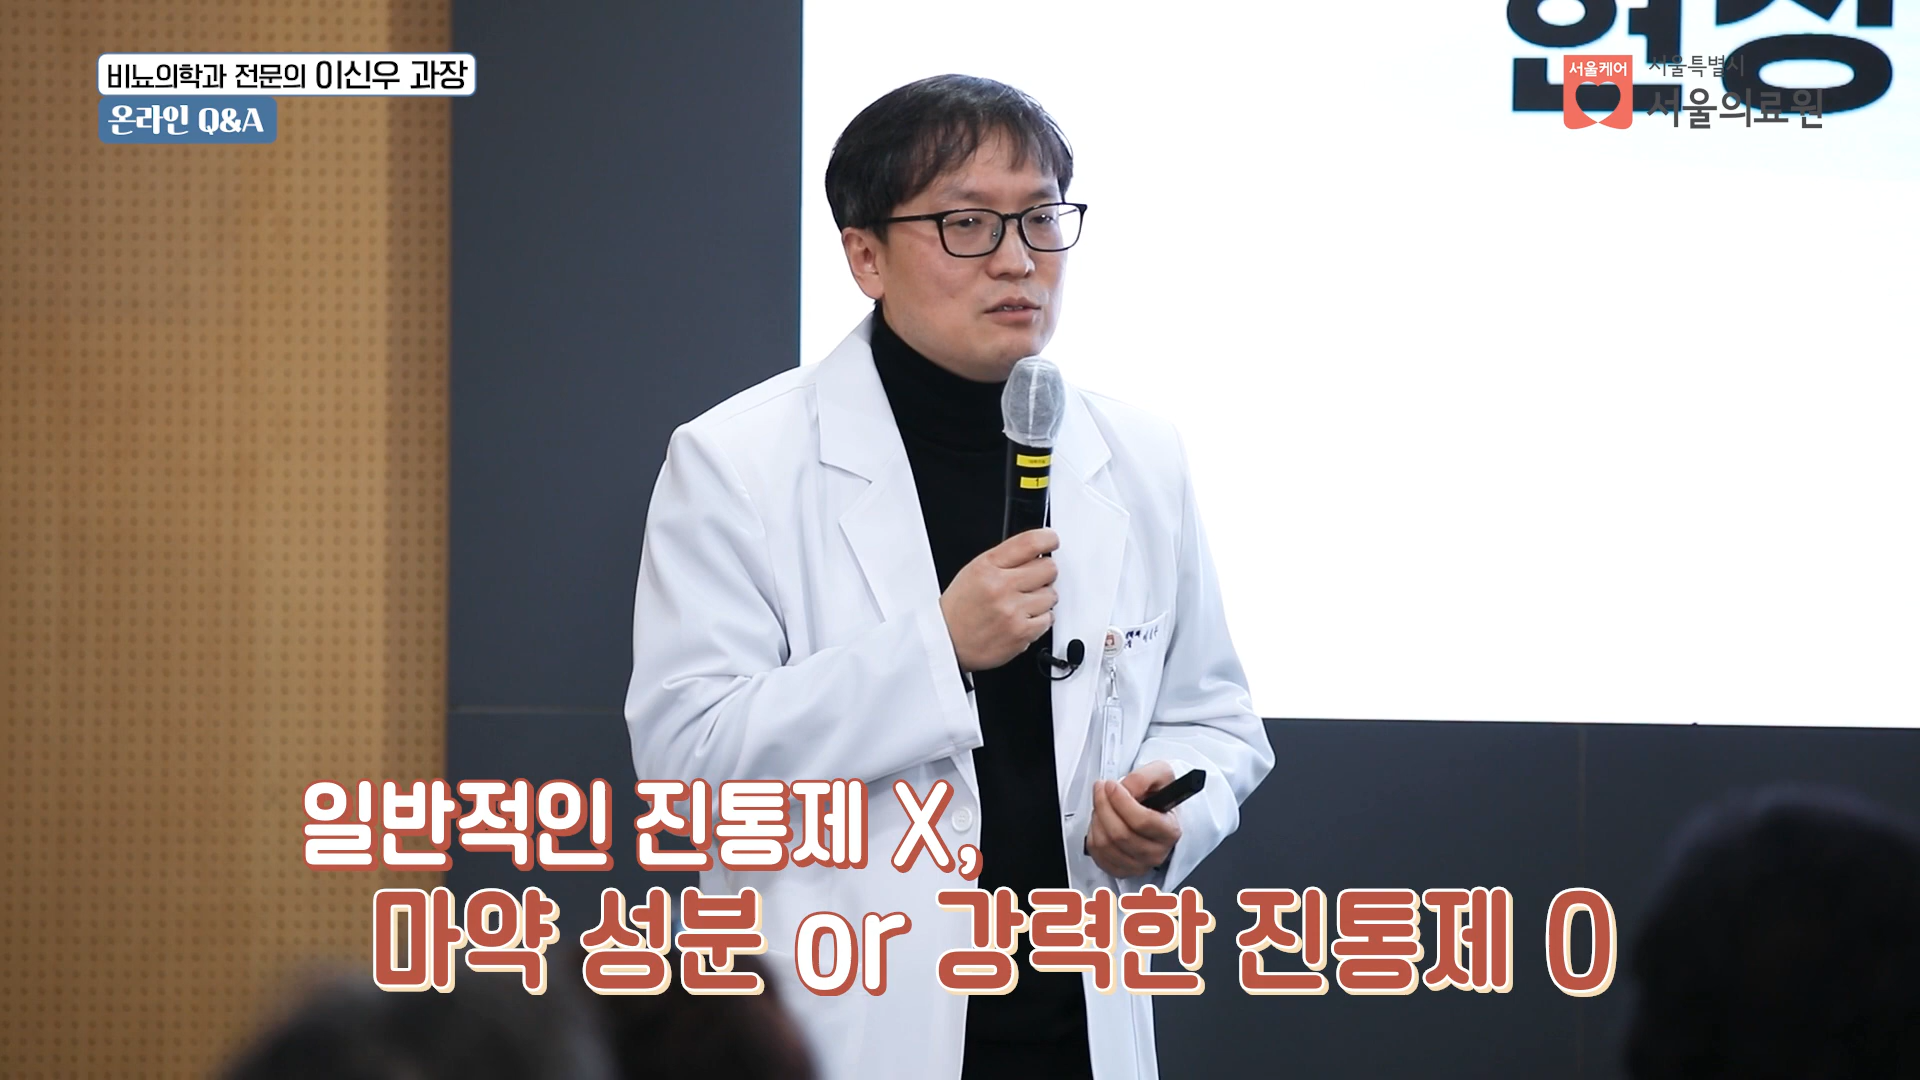 비뇨의학과 전문의 이신우 과장
온라인 Q&A
서울케어
서울특별시
서울의료원
1
일반적인 진통제 X,
마약 성분 or 강력한 진통제 O